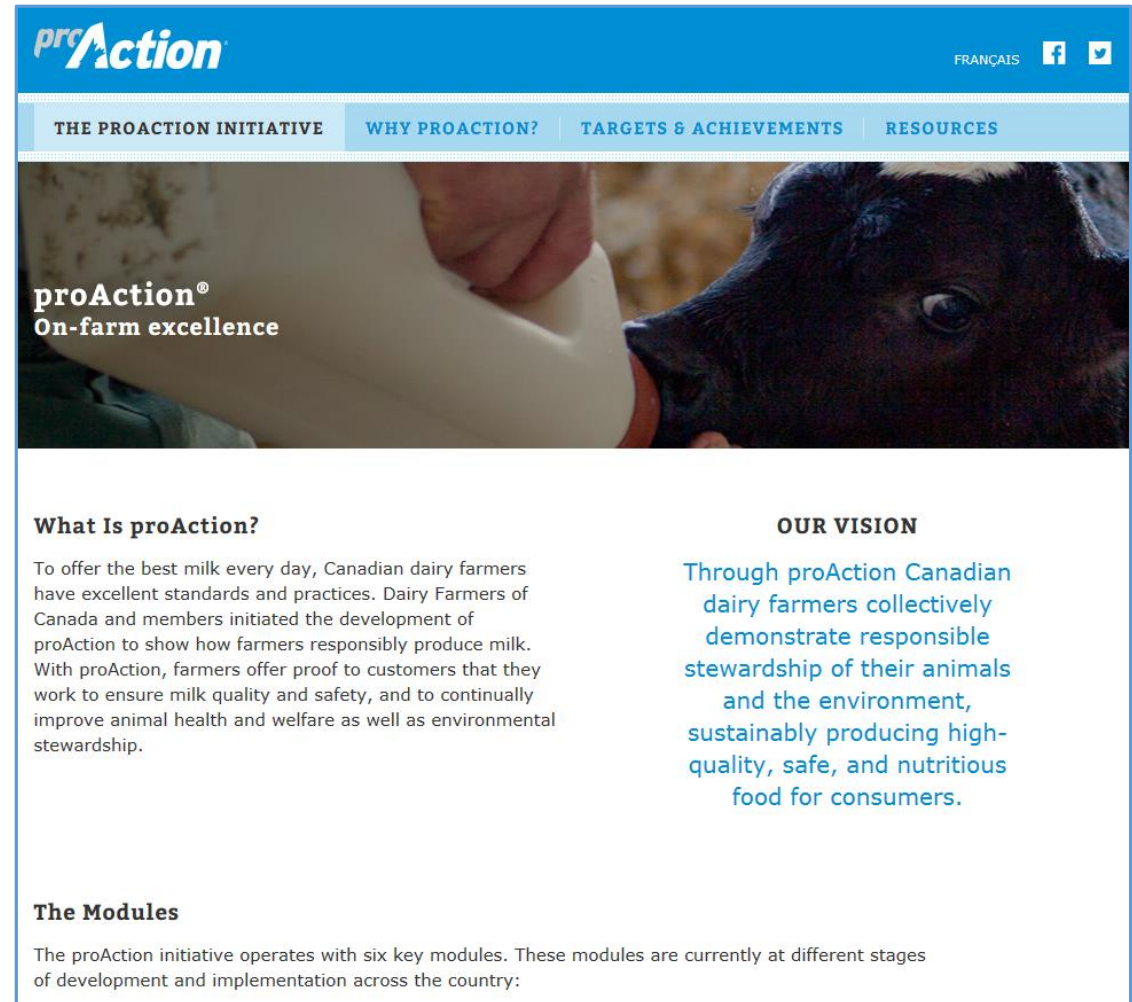 proAction
FRANÇAIS
THE PROACTION INITIATIVE
WHY PROACTION?
TARGETS & ACHIEVEMENTS
RESOURCES
proAction®
On-farm excellence
What Is proAction?
To offer the best milk every day, Canadian dairy farmers
have excellent standards and practices. Dairy Farmers of
Canada and members initiated the development of
proAction to show how farmers responsibly produce milk.
With proAction, farmers offer proof to customers that they
work to ensure milk quality and safety, and to continually
improve animal health and welfare as well as environmental
stewardship.
OUR VISION
Through proAction Canadian
dairy farmers collectively
demonstrate responsible
stewardship of their animals
and the environment,
sustainably producing high-
quality, safe, and nutritious
food for consumers.
The Modules
The proAction initiative operates with six key modules. These modules are currently at different stages
of development and implementation across the country: